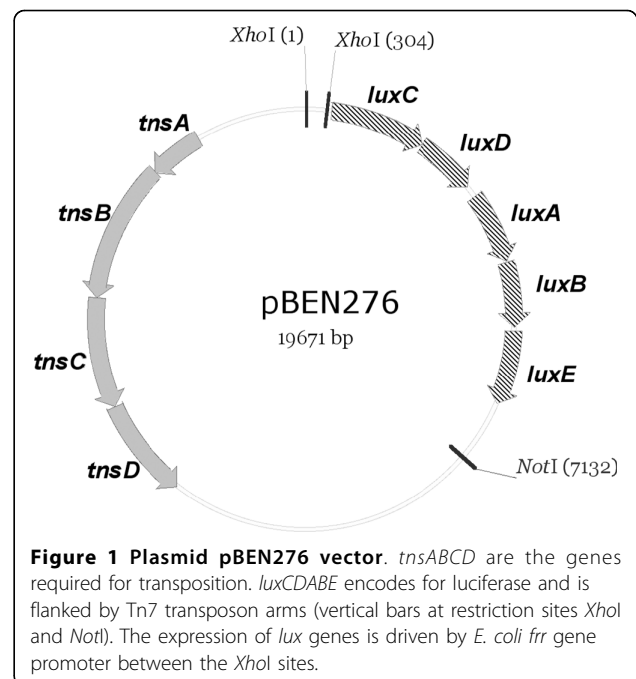 XhoI (1)
XhoI (304)
luxC
luxD
luxA
luxB
luxE
NotI (7132)
tnsA
tnsB
tnsC
tnsD
pBEN276
19671 bp
Figure 1 Plasmid pBEN276 vector. tnsABCD are the genes
required for transposition. luxCDABE encodes for luciferase and is
flanked by Tn7 transposon arms (vertical bars at restriction sites XhoI
and NotI). The expression of lux genes is driven by E. coli frr gene
promoter between the XhoI sites.